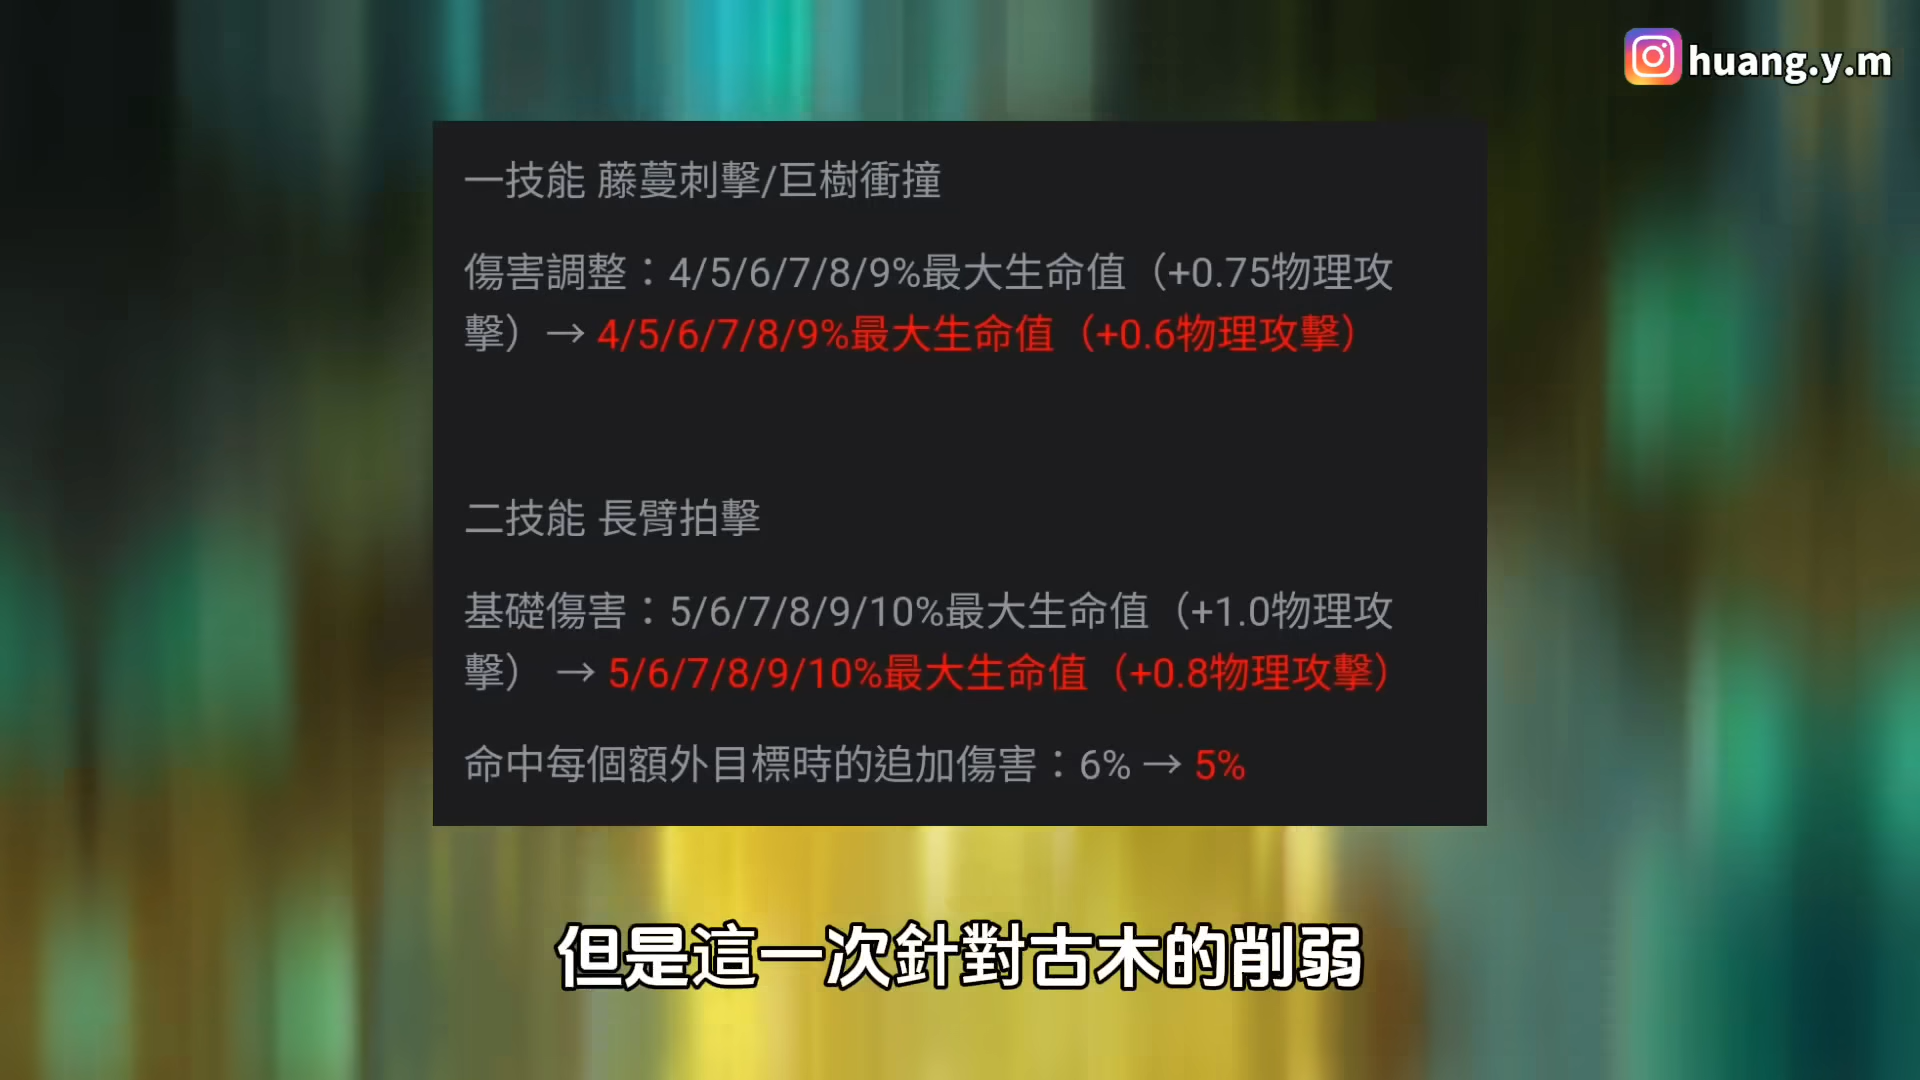 huang.y.m
一技能 藤蔓刺擊/巨樹衝撞
傷害調整：4/5/6/7/8/9%最大生命值（+0.75物理攻
擊）→ 4/5/6/7/8/9%最大生命值（+0.6物理攻擊）
二技能 長臂拍擊
基礎傷害：5/6/7/8/9/10%最大生命值（+1.0物理攻
擊） → 5/6/7/8/9/10%最大生命值（+0.8物理攻擊）
命中每個額外目標時的追加傷害：6% → 5%
但是這一次針對古木的削弱